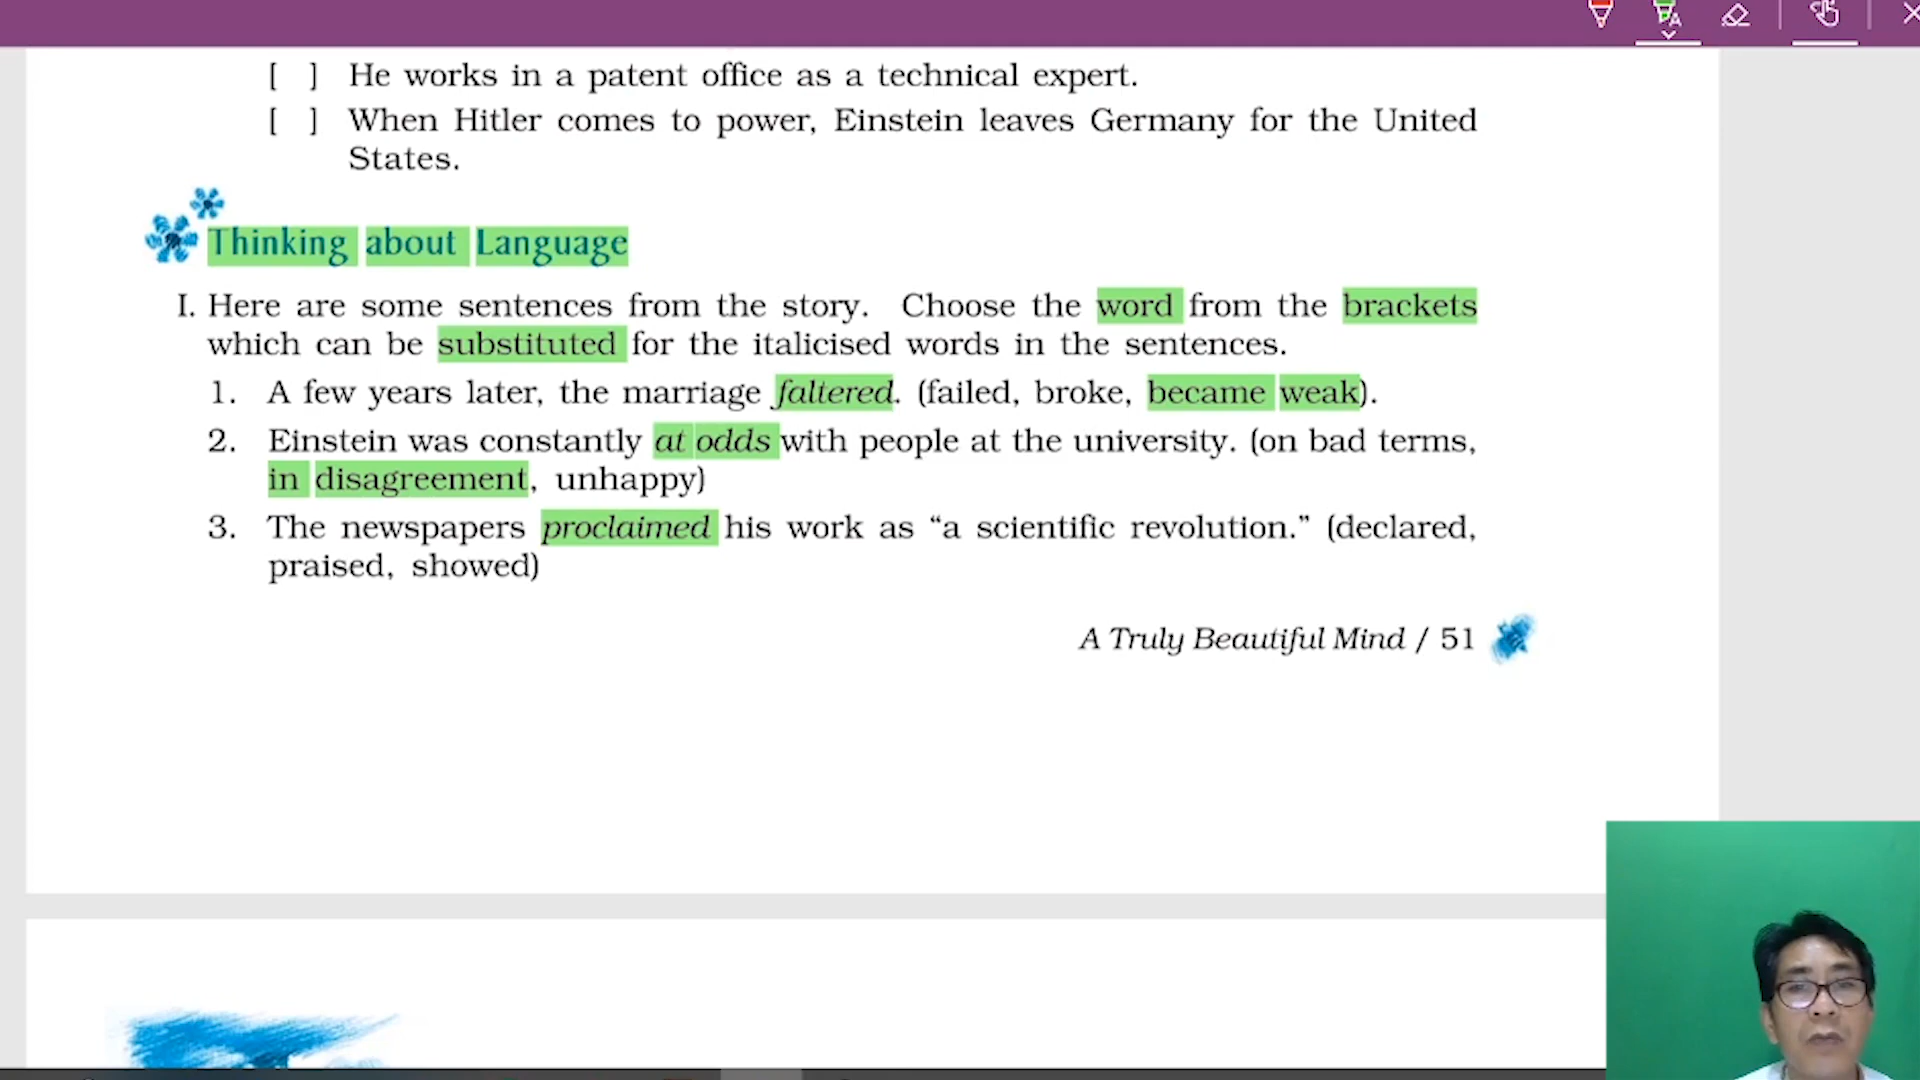 [ ] He works in a patent office as a technical expert.
[ ] When Hitler comes to power, Einstein leaves Germany for the United
States.
Thinking about Language
I. Here are some sentences from the story. Choose the word from the brackets
which can be substituted for the italicised words in the sentences.
1. A few years later, the marriage faltered. (failed, broke, became weak).
2. Einstein was constantly at odds with people at the university. (on bad terms,
in disagreement, unhappy)
3. The newspapers proclaimed his work as “a scientific revolution.” (declared,
praised, showed)
A Truly Beautiful Mind / 51